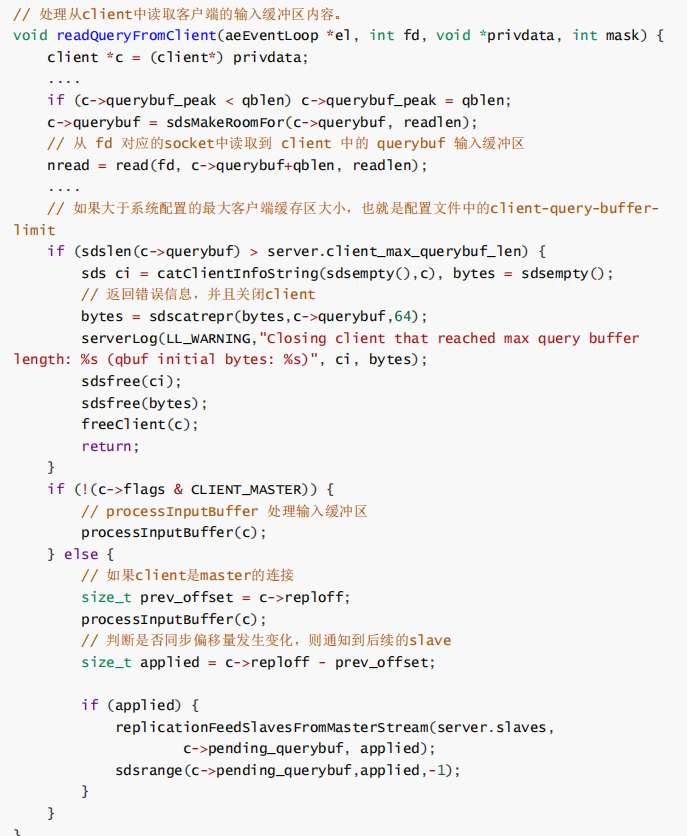 // 处理从client中读取客户端的输入缓冲区内容。
void readQueryFromClient(aeEventLoop *el, int fd, void *privdata, int mask) {
    client *c = (client*) privdata;
    ....
    if (c->querybuf_peak < qblen) c->querybuf_peak = qblen;
    c->querybuf = sdsMakeRoomFor(c->querybuf, readlen);
    // 从 fd 对应的socket中读取到 client 中的 querybuf 输入缓冲区
    nread = read(fd, c->querybuf+qblen, readlen);
    ....
    // 如果大于系统配置的最大客户端缓存区大小，也就是配置文件中的client-query-buffer-
limit
    if (sdslen(c->querybuf) > server.client_max_querybuf_len) {
        sds ci = catClientInfoString(sdsempty(),c), bytes = sdsempty();
        // 返回错误信息，并且关闭client
        bytes = sdscatrepr(bytes,c->querybuf,64);
        serverLog(LL_WARNING,"Closing client that reached max query buffer
length: %s (qbuf initial bytes: %s)", ci, bytes);
        sdsfree(ci);
        sdsfree(bytes);
        freeClient(c);
        return;
    }
    if (!(c->flags & CLIENT_MASTER)) {
        // processInputBuffer 处理输入缓冲区
        processInputBuffer(c);
    } else {
        // 如果client是master的连接
        size_t prev_offset = c->reploff;
        processInputBuffer(c);
        // 判断是否同步偏移量发生变化，则通知到后续的slave
        size_t applied = c->reploff - prev_offset;

        if (applied) {
            replicationFeedSlavesFromMasterStream(server.slaves,
                    c->pending_querybuf, applied);
            sdsrange(c->pending_querybuf,applied,-1);
        }
    }
}